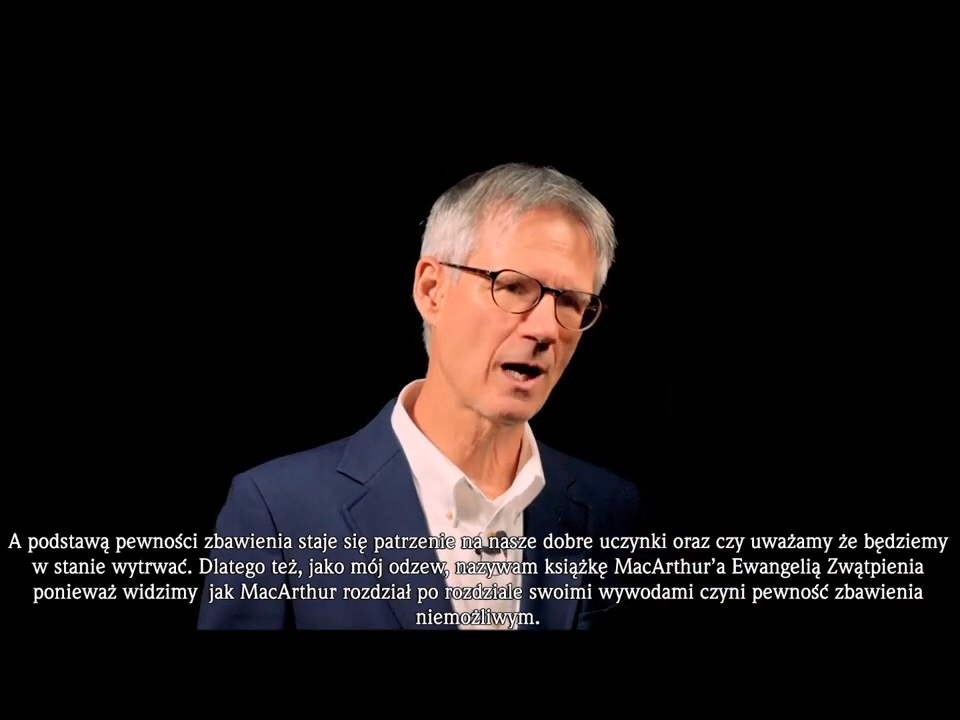 A podstawą pewności zbawienia staje się patrzenie na nasze dobre uczynki oraz czy uważamy że będziemy
w stanie wytrwać. Dlatego też, jako mój odzew, nazywam książkę MacArthur'a Ewangelią Zwątpienia
ponieważ widzimy jak MacArthur rozdział po rozdziale swoimi wywodami czyni pewność zbawienia
niemożliwym.